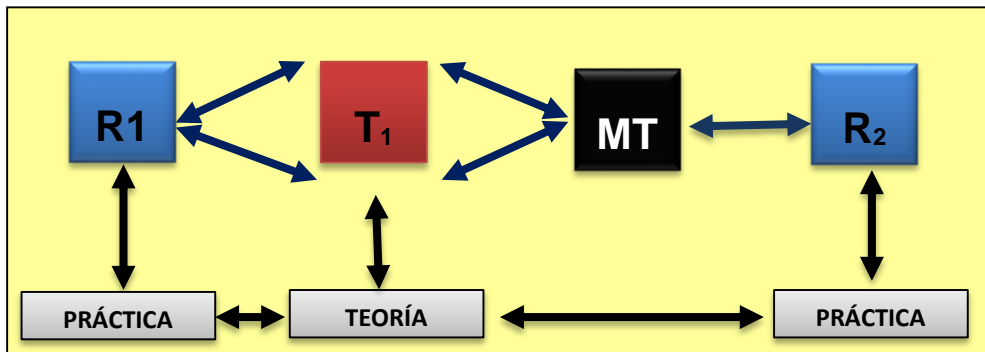 R1
T₁
MT
R₂
PRÁCTICA
TEORÍA
PRÁCTICA